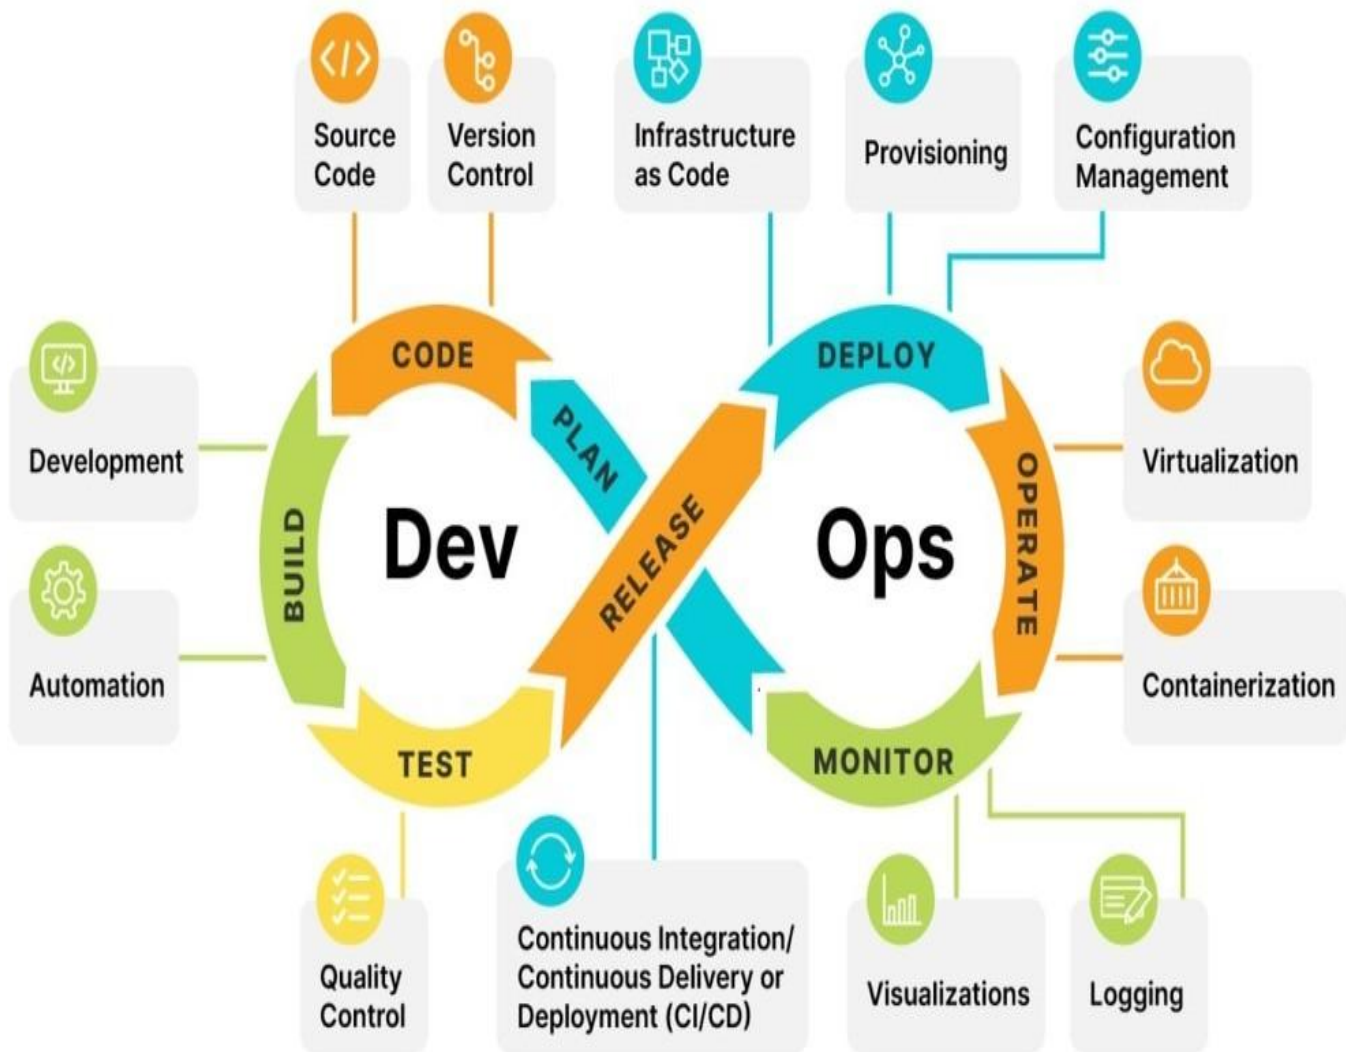 Source
Code
Version
Control
Infrastructure
as Code
Provisioning
Configuration
Management
CODE
DEPLOY
PLAN
Development
Virtualization
BUILD
Dev
RELEASE
Ops
OPERATE
Automation
Containerization
TEST
MONITOR
Quality
Control
Continuous Integration/
Continuous Delivery or
Deployment (CI/CD)
Visualizations
Logging